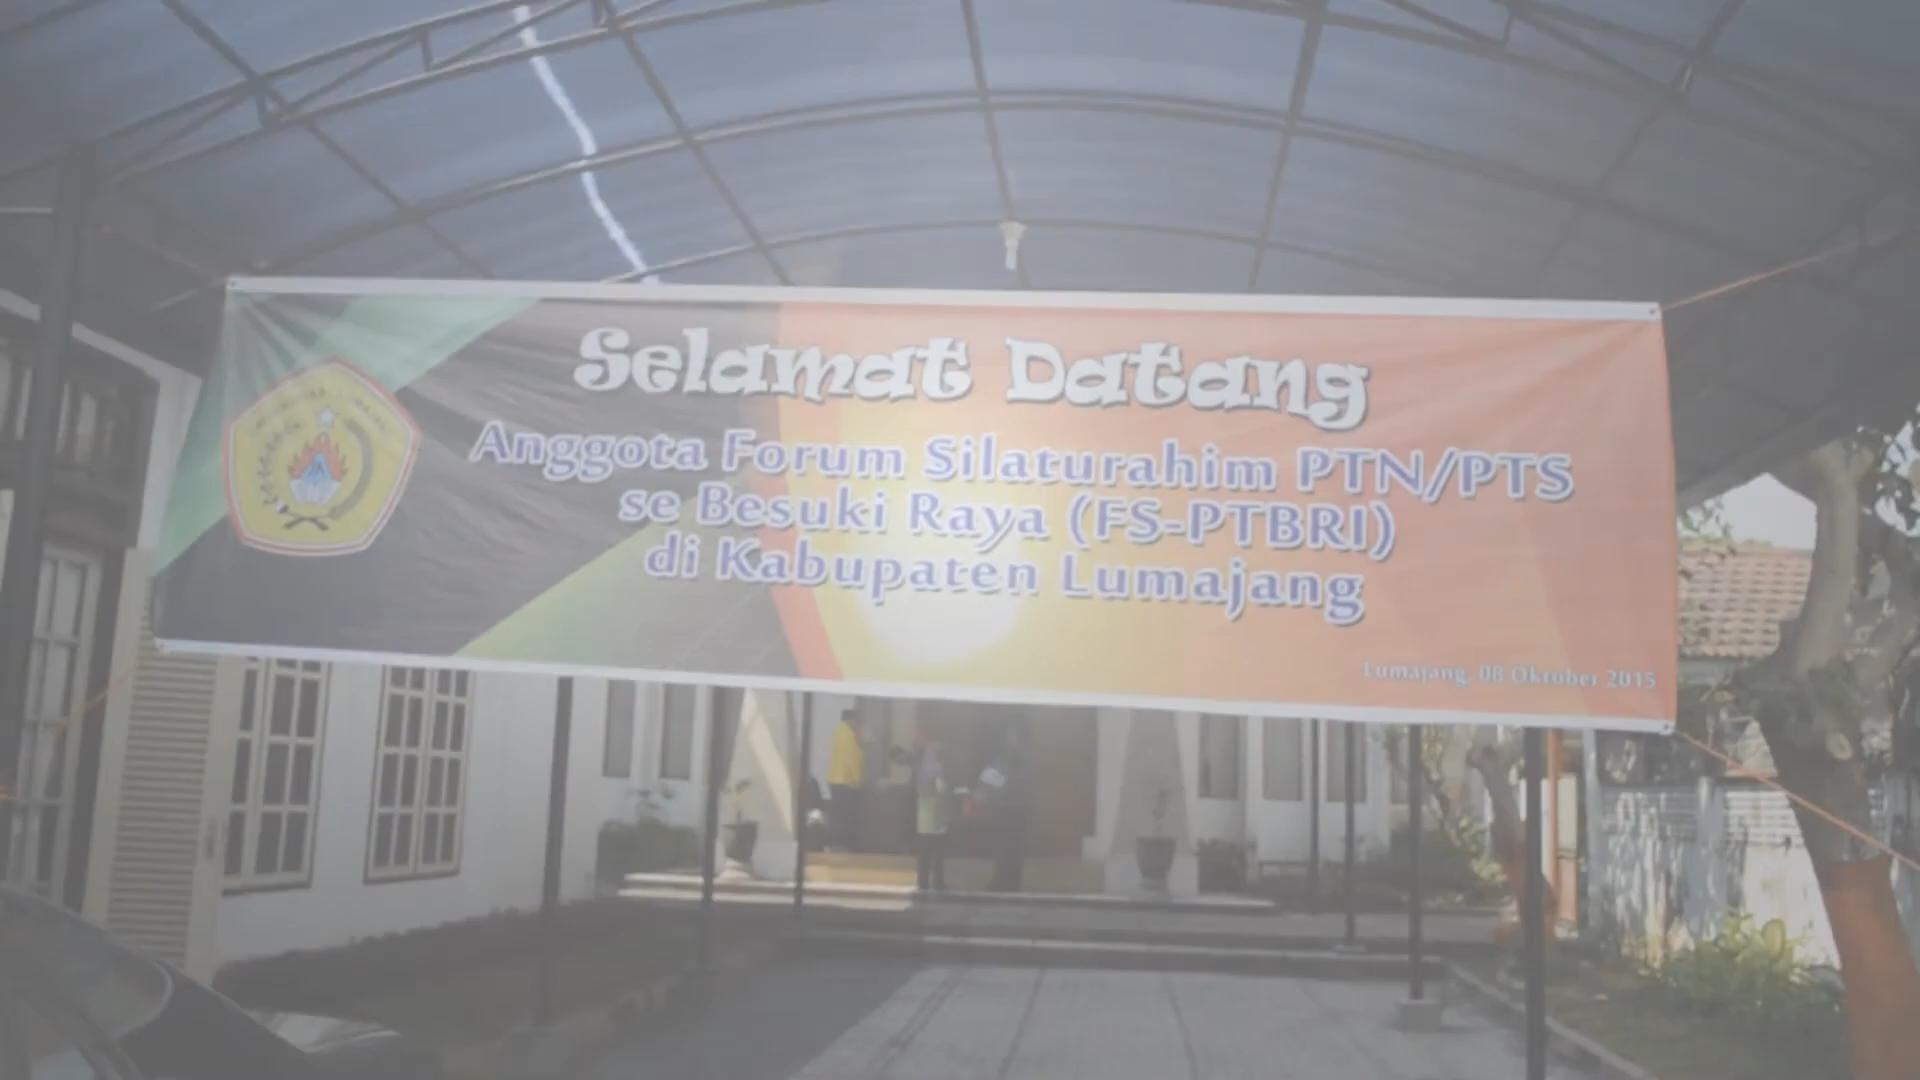 Selamat Datang
Anggota Forum Silaturahim PTN/PTS
se Besuki Raya (FS-PTBRI)
di Kabupaten Lumajang
Lumajang, 08 Oktober 2015